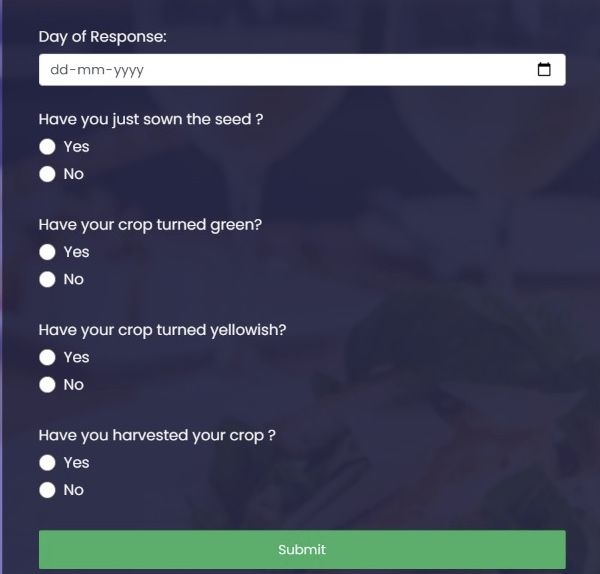 Day of Response:
dd-mm-yyyy
Have you just sown the seed ?
Yes
No
Have your crop turned green?
Yes
No
Have your crop turned yellowish?
Yes
No
Have you harvested your crop ?
Yes
No
Submit